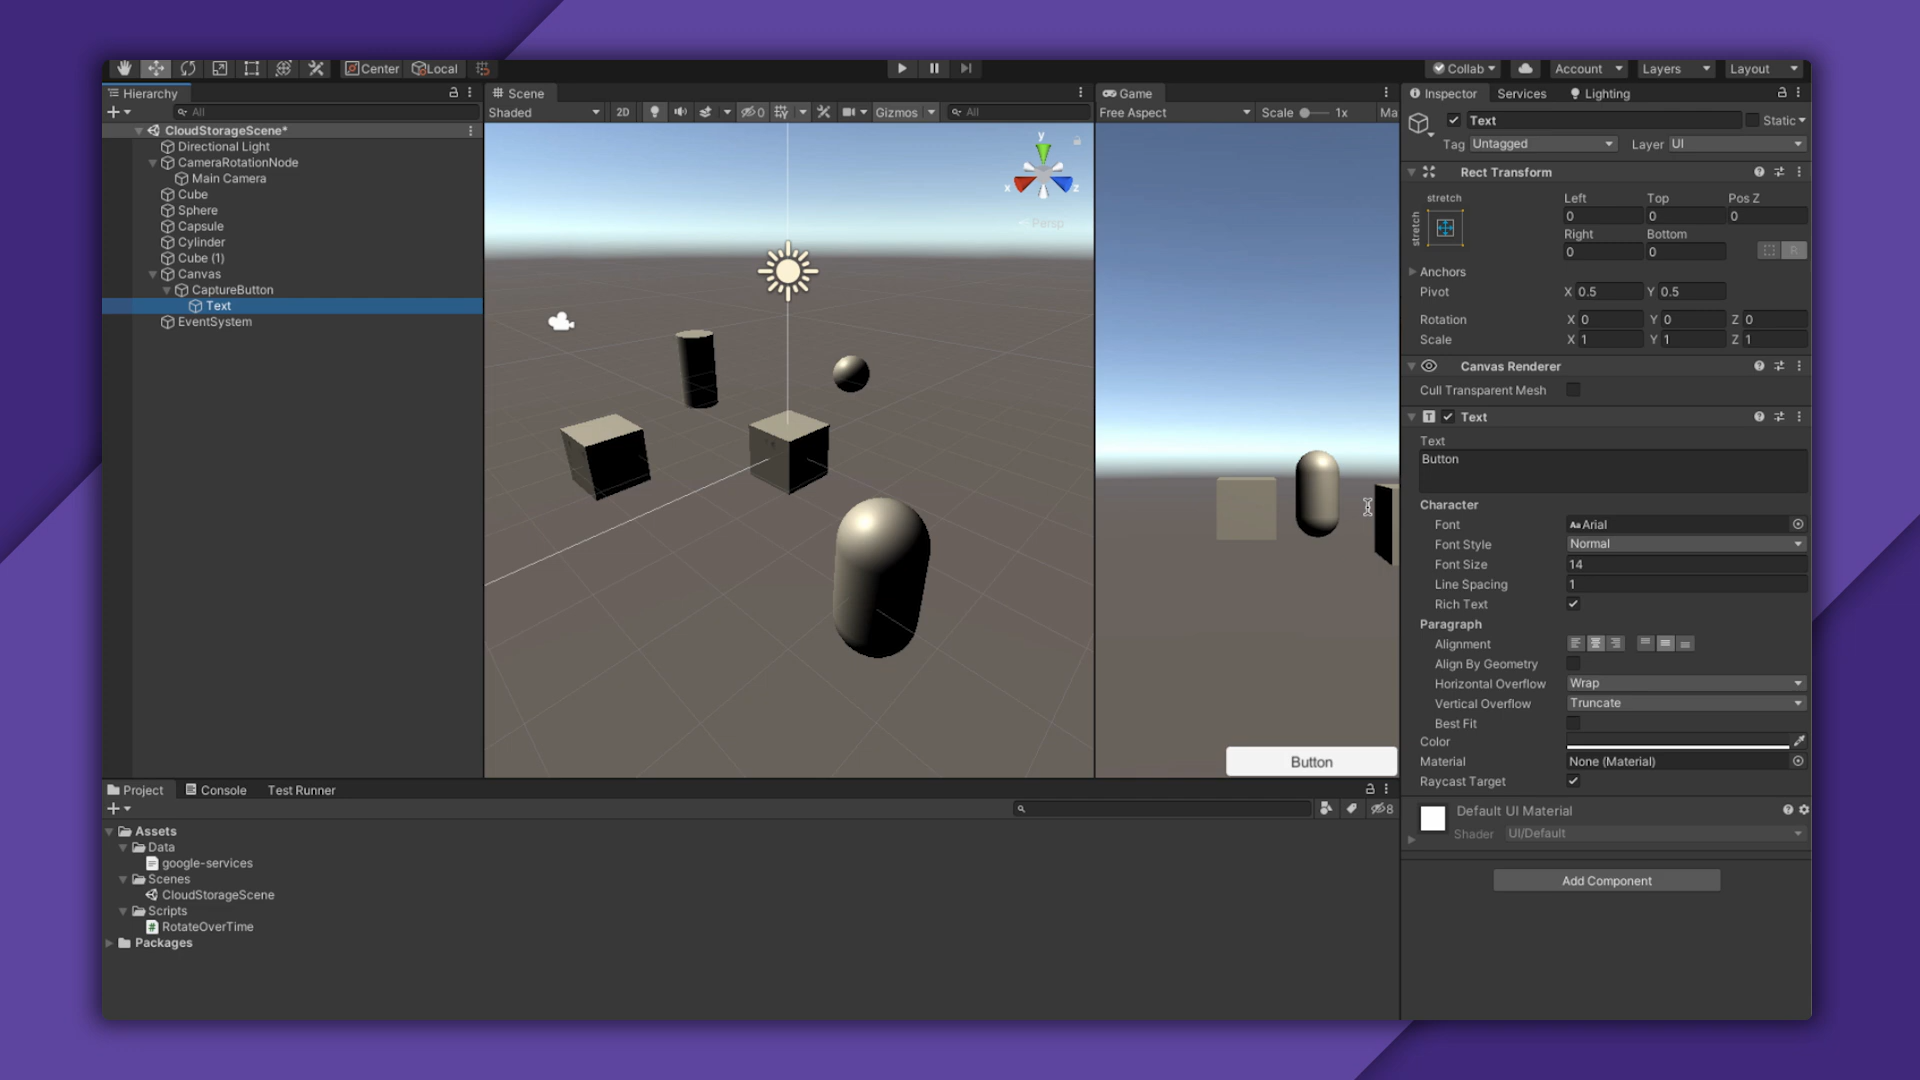 Center Local Collab Account Layers Layout
Hierarchy
All
CloudStorageScene*
Directional Light
CameraRotationNode
Main Camera
Cube
Sphere
Capsule
Cylinder
Cube (1)
Canvas
CaptureButton
Text
EventSystem
Scene
Shaded 2D 0 Gizmos All
y
x z
Persp
Game
Free Aspect Scale 1x Ma
Button
Inspector Services Lighting
Text Static
Tag Untagged Layer UI
Rect Transform
stretch Left Top Pos Z
stretch 0 0 0
Right Bottom
0 0 R
Anchors
Pivot X 0.5 Y 0.5
Rotation X 0 Y 0 Z 0
Scale X 1 Y 1 Z 1
Canvas Renderer
Cull Transparent Mesh
T Text
Text
Button
Character
Font Aa Arial
Font Style Normal
Font Size 14
Line Spacing 1
Rich Text
Paragraph
Alignment
Align By Geometry
Horizontal Overflow Wrap
Vertical Overflow Truncate
Best Fit
Color
Material None (Material)
Raycast Target
Default UI Material
Shader UI/Default
Add Component
Project Console Test Runner
8
Assets
Data
google-services
Scenes
CloudStorageScene
Scripts
# RotateOverTime
Packages